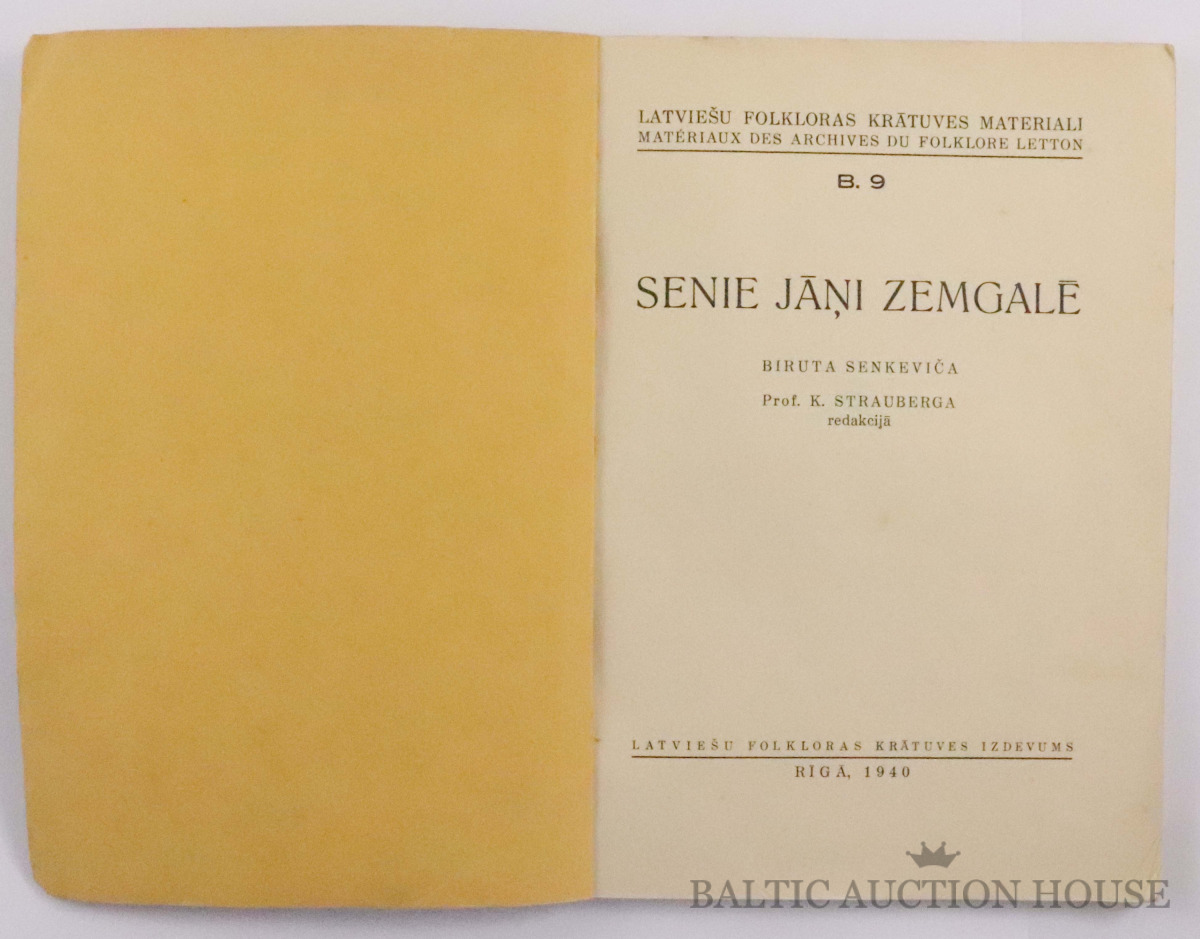 LATVIEŠU FOLKLORAS KRĀTUVES MATERIALI
MATÉRIAUX DES ARCHIVES DU FOLKLORE LETTON
B. 9
SENIE JĀŅI ZEMGALĒ
BIRUTA SENKEVIČA
Prof. K. STRAUBERGA
redakcijā
LATVIEŠU FOLKLORAS KRĀTUVES IZDEVUMS
RĪGĀ, 1940
BALTIC AUCTION HOUSE